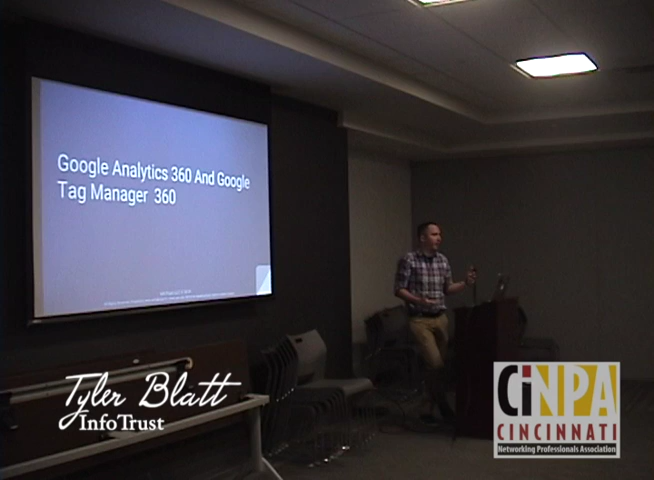 Google Analytics 360 And Google
Tag Manager 360
Tyler Blatt
InfoTrust
CiNPA
CINCINNATI
Networking Professionals Association